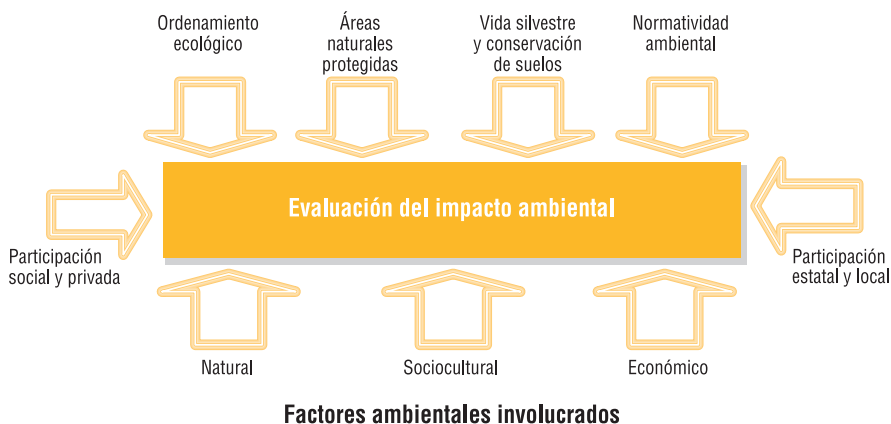 Ordenamiento
ecológico
Áreas
naturales
protegidas
Vida silvestre
y conservación
de suelos
Normatividad
ambiental
Evaluación del impacto ambiental
Participación
social y privada
Participación
estatal y local
Natural
Sociocultural
Económico
Factores ambientales involucrados